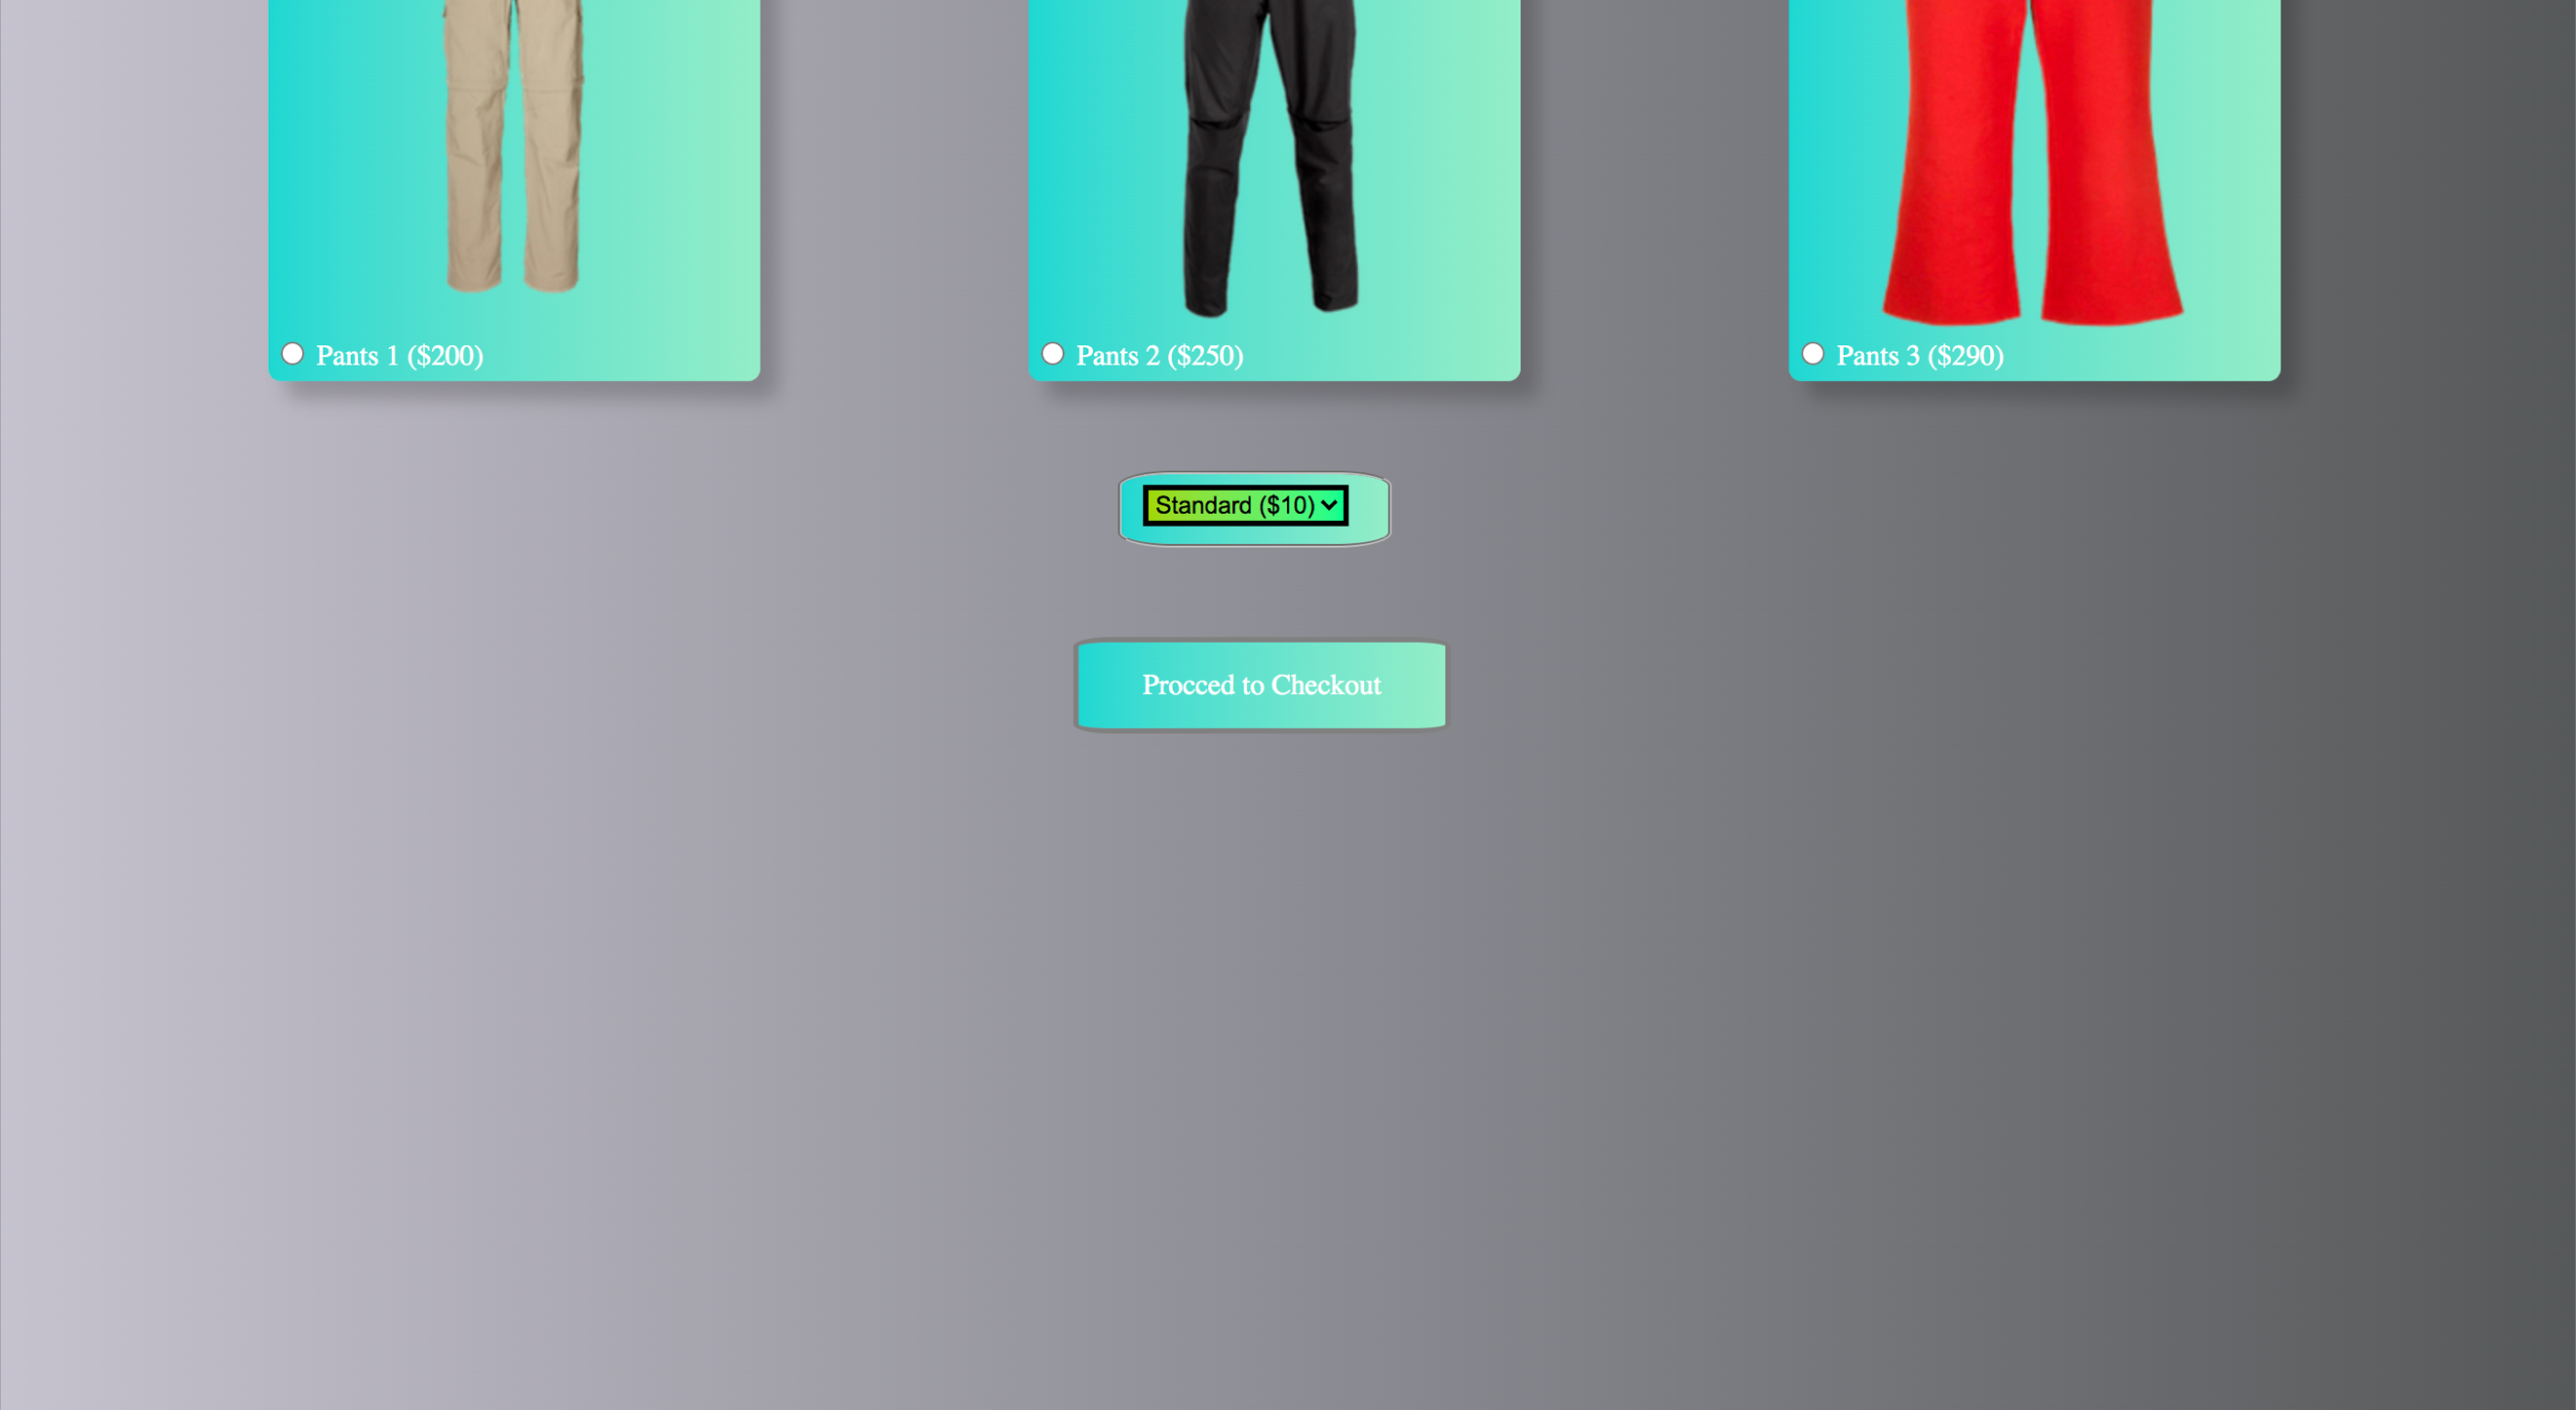 Pants 1 ($200)
Pants 2 ($250)
Pants 3 ($290)
Standard ($10)
Procced to Checkout